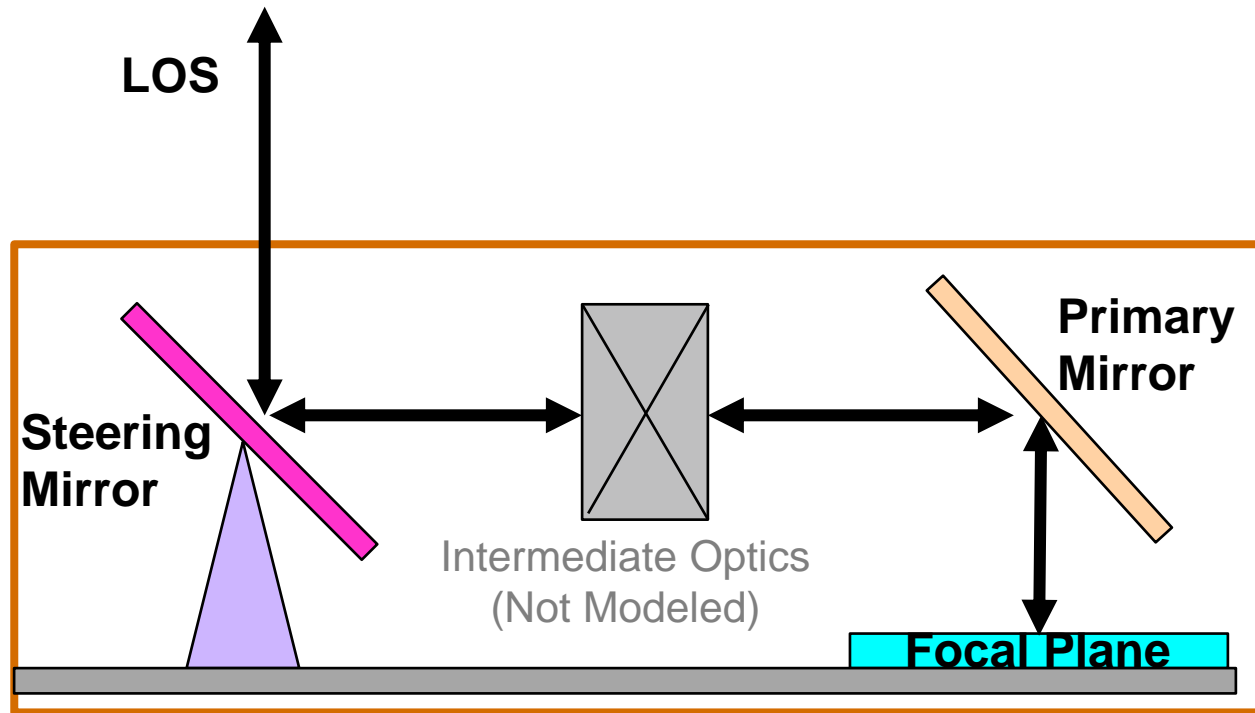 LOS
Steering
Mirror
Intermediate Optics
(Not Modeled)
Primary
Mirror
Focal Plane